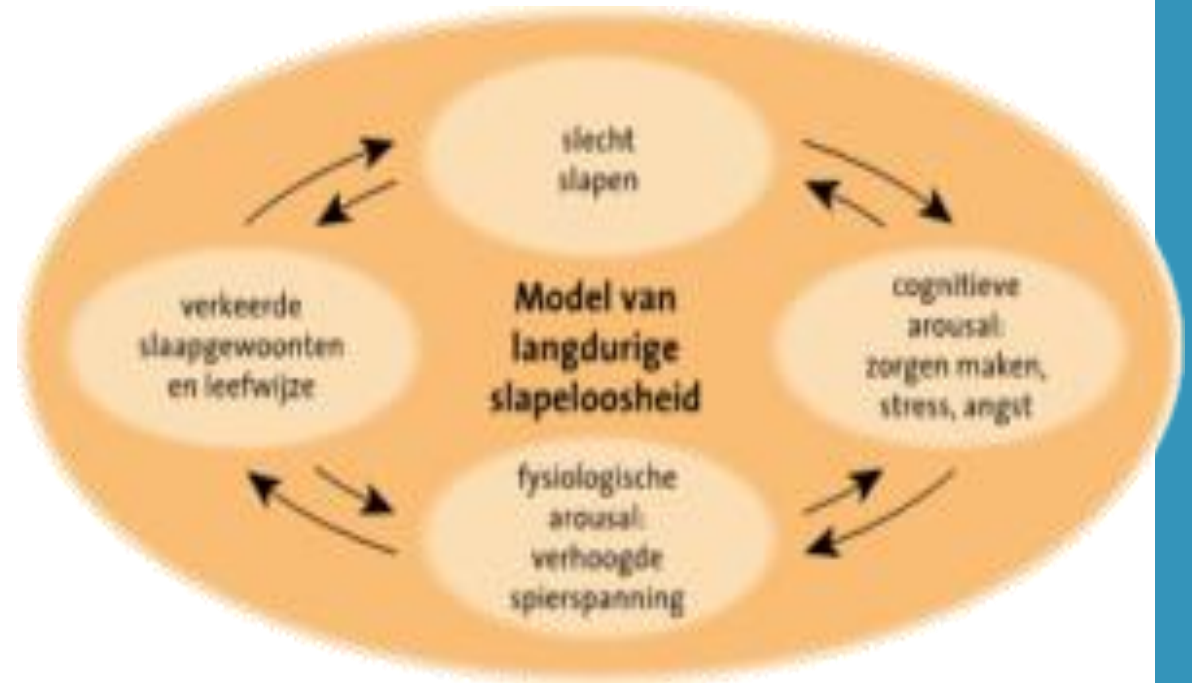 slecht
slapen
verkeerde
slaapgewoonten
en leefwijze
Model van
langdurige
slapeloosheid
cognitieve
arousal:
zorgen maken,
stress, angst
fysiologische
arousal:
verhoogde
spierspanning